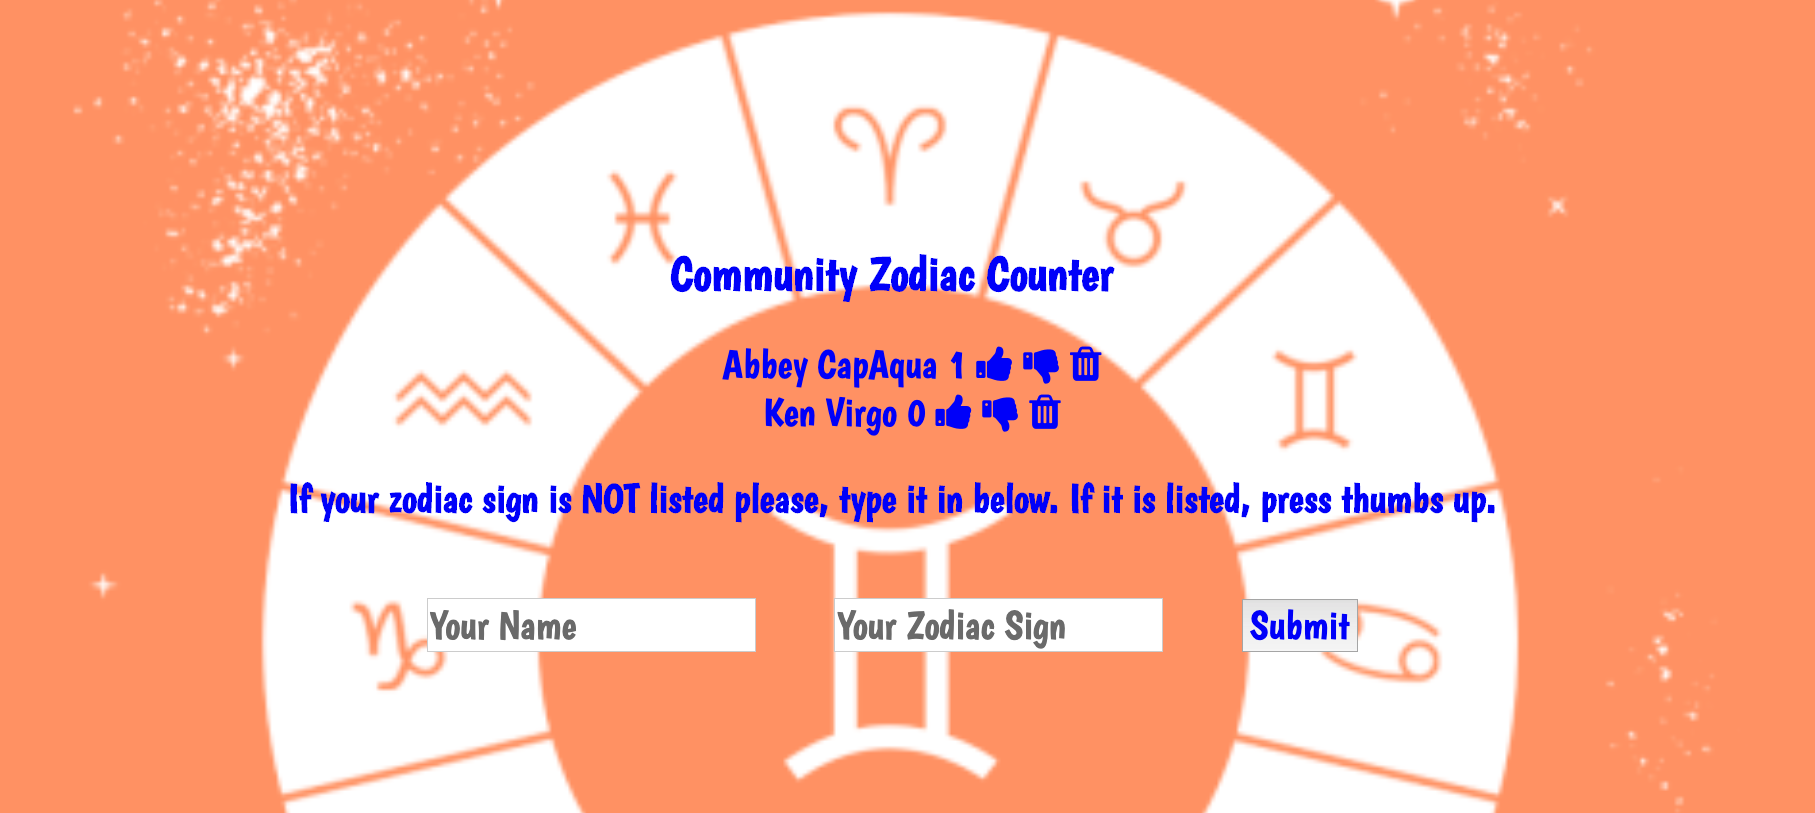 Community Zodiac Counter
Abbey CapAqua 1
Ken Virgo 0
If your zodiac sign is NOT listed please, type it in below. If it is listed, press thumbs up.
Your Name Your Zodiac Sign Submit